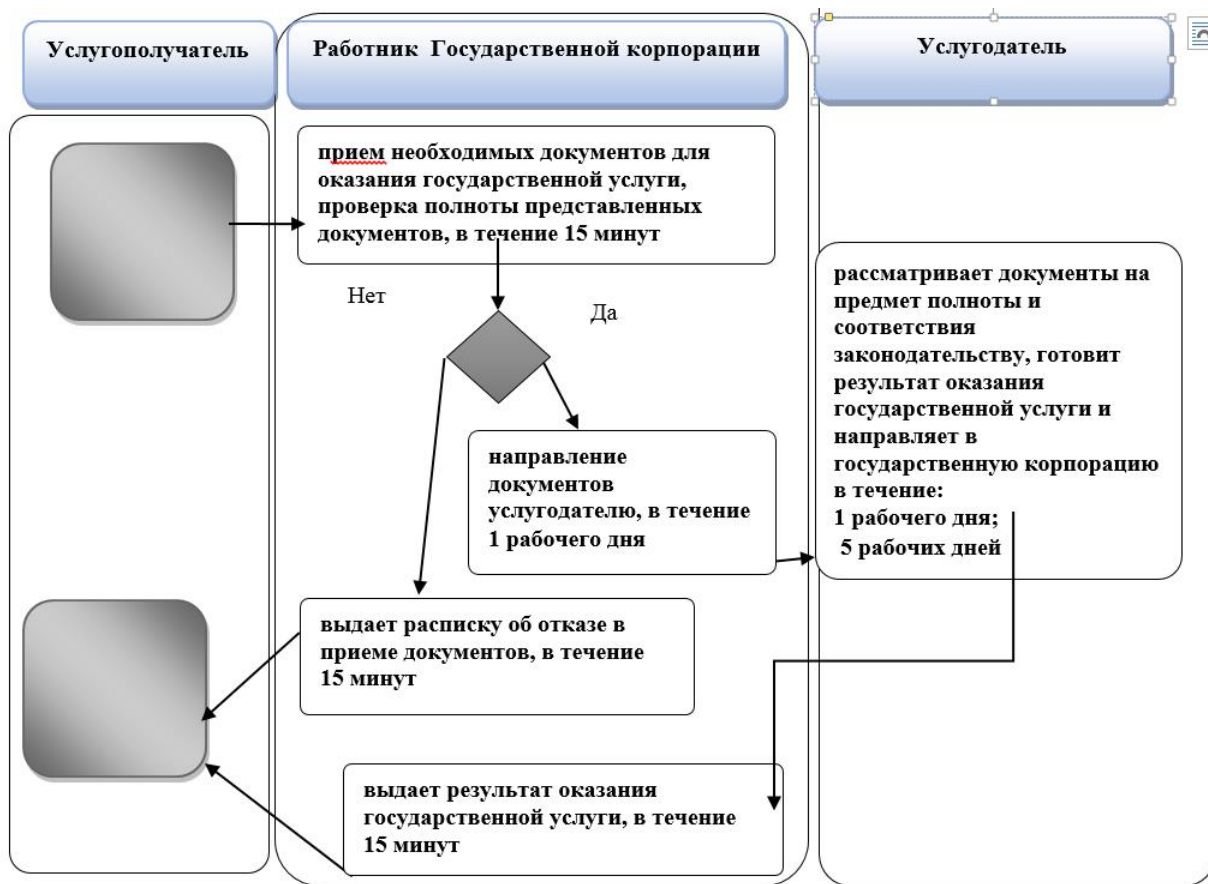 Услугополучатель
Работник Государственной корпорации
Услугодатель
прием необходимых документов для
оказания государственной услуги,
проверка полноты представленных
документов, в течение 15 минут
Нет
Да
рассматривает документы на
предмет полноты и
соответствия
законодательству, готовит
результат оказания
государственной услуги и
направляет в
государственную корпорацию
в течение:
1 рабочего дня;
5 рабочих дней
направление
документов
услугодателю, в течение
1 рабочего дня
выдает расписку об отказе в
приеме документов, в течение
15 минут
выдает результат оказания
государственной услуги, в течение
15 минут